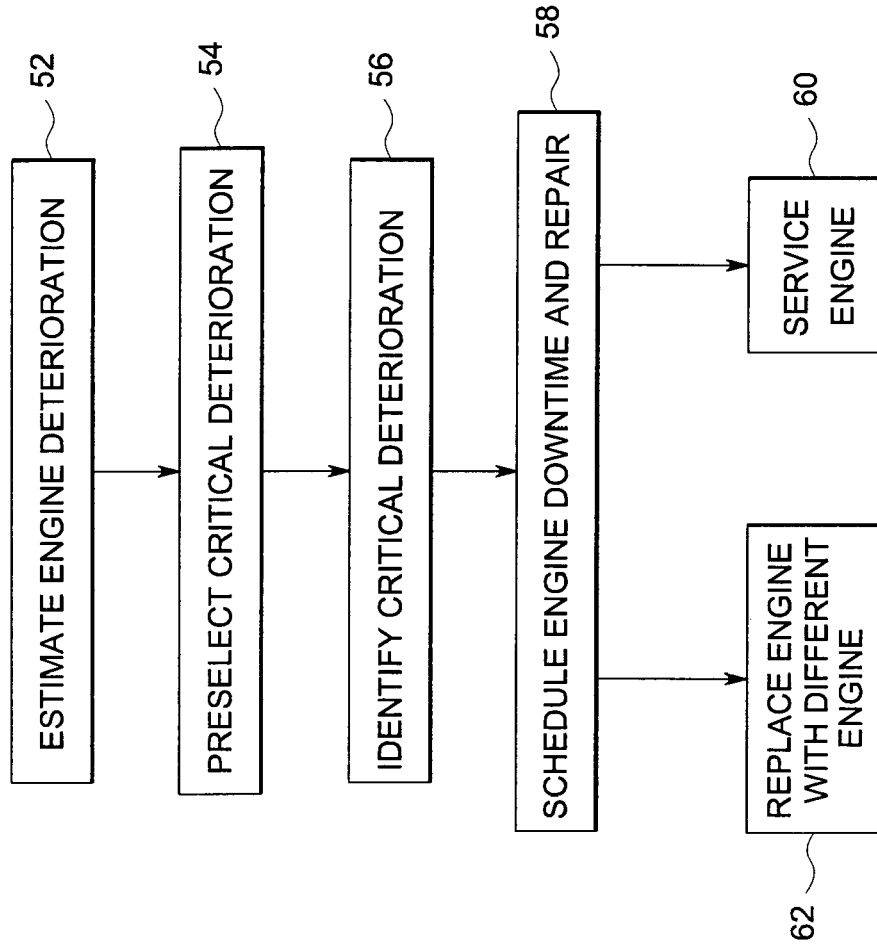 ESTIMATE ENGINE DETERIORATION
52
PRESELECT CRITICAL DETERIORATION
54
IDENTIFY CRITICAL DETERIORATION
56
SCHEDULE ENGINE DOWNTIME AND REPAIR
58
REPLACE ENGINE
WITH DIFFERENT
ENGINE
62
SERVICE
ENGINE
60